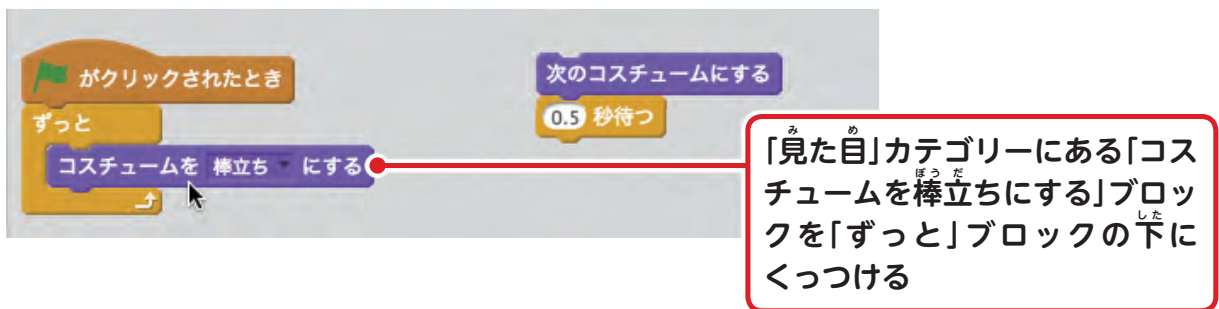 がクリックされたとき
ずっと
コスチュームを 棒立ち にする
次のコスチュームにする
0.5 秒待つ
「見た目」カテゴリーにある「コス
チュームを棒立ちにする」ブロッ
クを「ずっと」ブロックの下に
くっつける